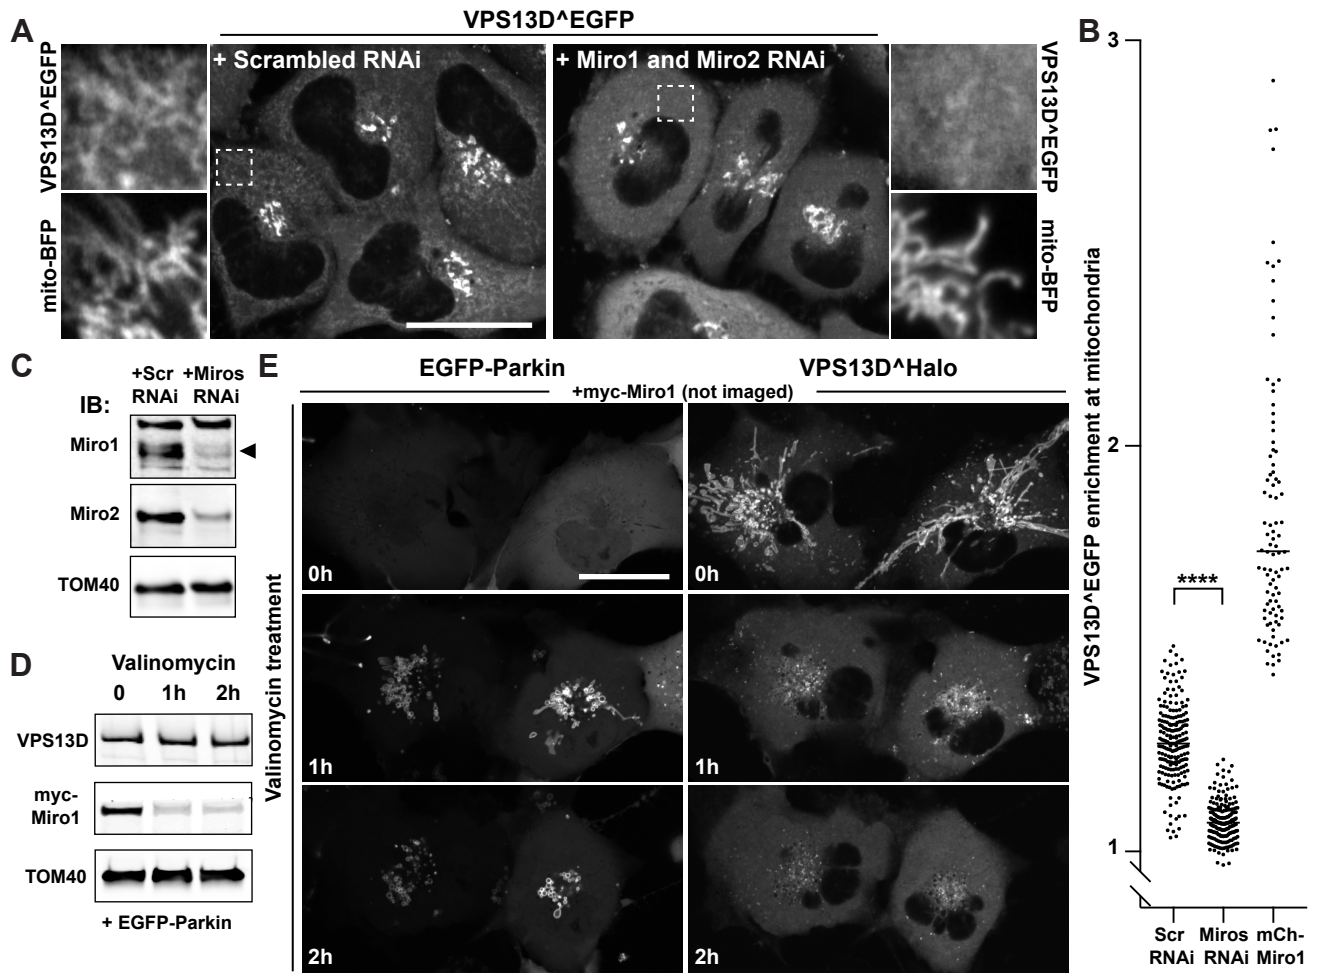 A
VPS13D^EGFP
VPS13D^EGFP
mito-BFP
+ Scrambled RNAi
+ Miro1 and Miro2 RNAi
VPS13D^EGFP
mito-BFP
B
VPS13D^EGFP enrichment at mitochondria
3
2
1
****
Scr
RNAi
Miros
RNAi
mCh-
Miro1
C
+Scr
RNAi
+Miros
RNAi
IB:
Miro1
Miro2
TOM40
D
Valinomycin
0 1h 2h
VPS13D
myc-
Miro1
TOM40
+ EGFP-Parkin
E
EGFP-Parkin
VPS13D^Halo
+myc-Miro1 (not imaged)
Valinomycin treatment
0h
0h
1h
1h
2h
2h